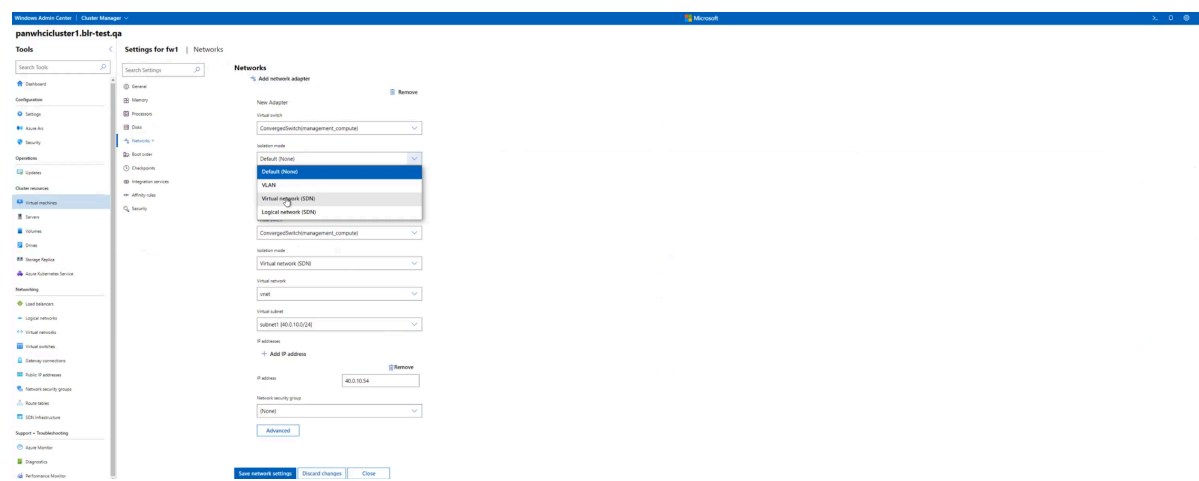 Windows Admin Center | Cluster Manager
Microsoft
panwhcicluster1.blr-test.qa
Tools
Search Tools
Dashboard
Configuration
Settings
Azure Arc
Security
Operations
Updates
Cluster resources
Virtual machines
Servers
Volumes
Drives
Storage Replica
Azure Kubernetes Service
Networking
Load balancers
Logical networks
Virtual networks
Virtual switches
Gateway connections
Public IP addresses
Network security groups
Route tables
SDN Infrastructure
Support + Troubleshooting
Azure Monitor
Diagnostics
Performance Monitor
Settings for fw1 | Networks
Search Settings
General
Memory
Processors
Disks
Networks *
Boot order
Checkpoints
Integration services
Affinity rules
Security
Networks
Add network adapter
Remove
New Adapter
Virtual switch
ConvergedSwitch(management_compute)
Isolation mode
Default (None)
Default (None)
VLAN
Virtual network (SDN)
Logical network (SDN)
ConvergedSwitch(management_compute)
Isolation mode
Virtual network (SDN)
Virtual network
vnet
Virtual subnet
subnet1 [40.0.10.0/24]
IP addresses
+ Add IP address
Remove
IP address
40.0.10.54
Network security group
(None)
Advanced
Save network settings
Discard changes
Close